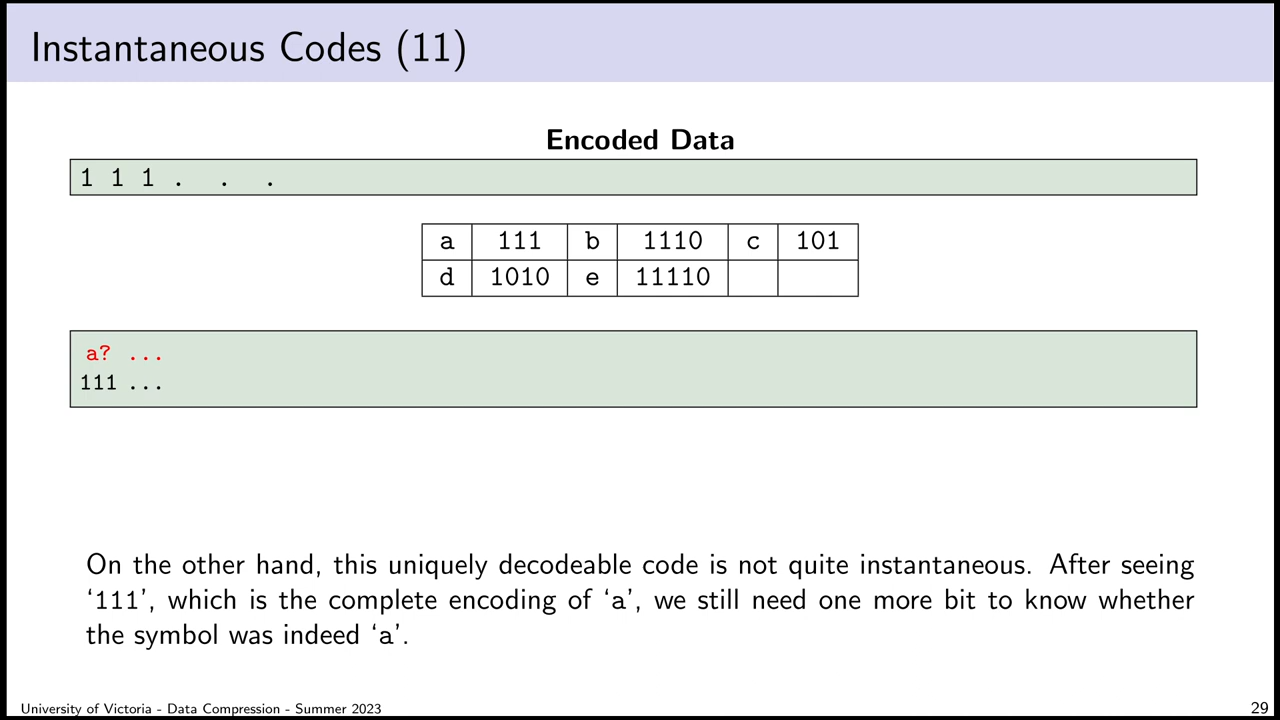 Instantaneous Codes (11)
Encoded Data
1 1 1 . . .
a 111 b 1110 c 101
d 1010 e 11110
a? ...
111 ...
On the other hand, this uniquely decodeable code is not quite instantaneous. After seeing
‘111’, which is the complete encoding of ‘a’, we still need one more bit to know whether
the symbol was indeed ‘a’.
University of Victoria - Data Compression - Summer 2023 29